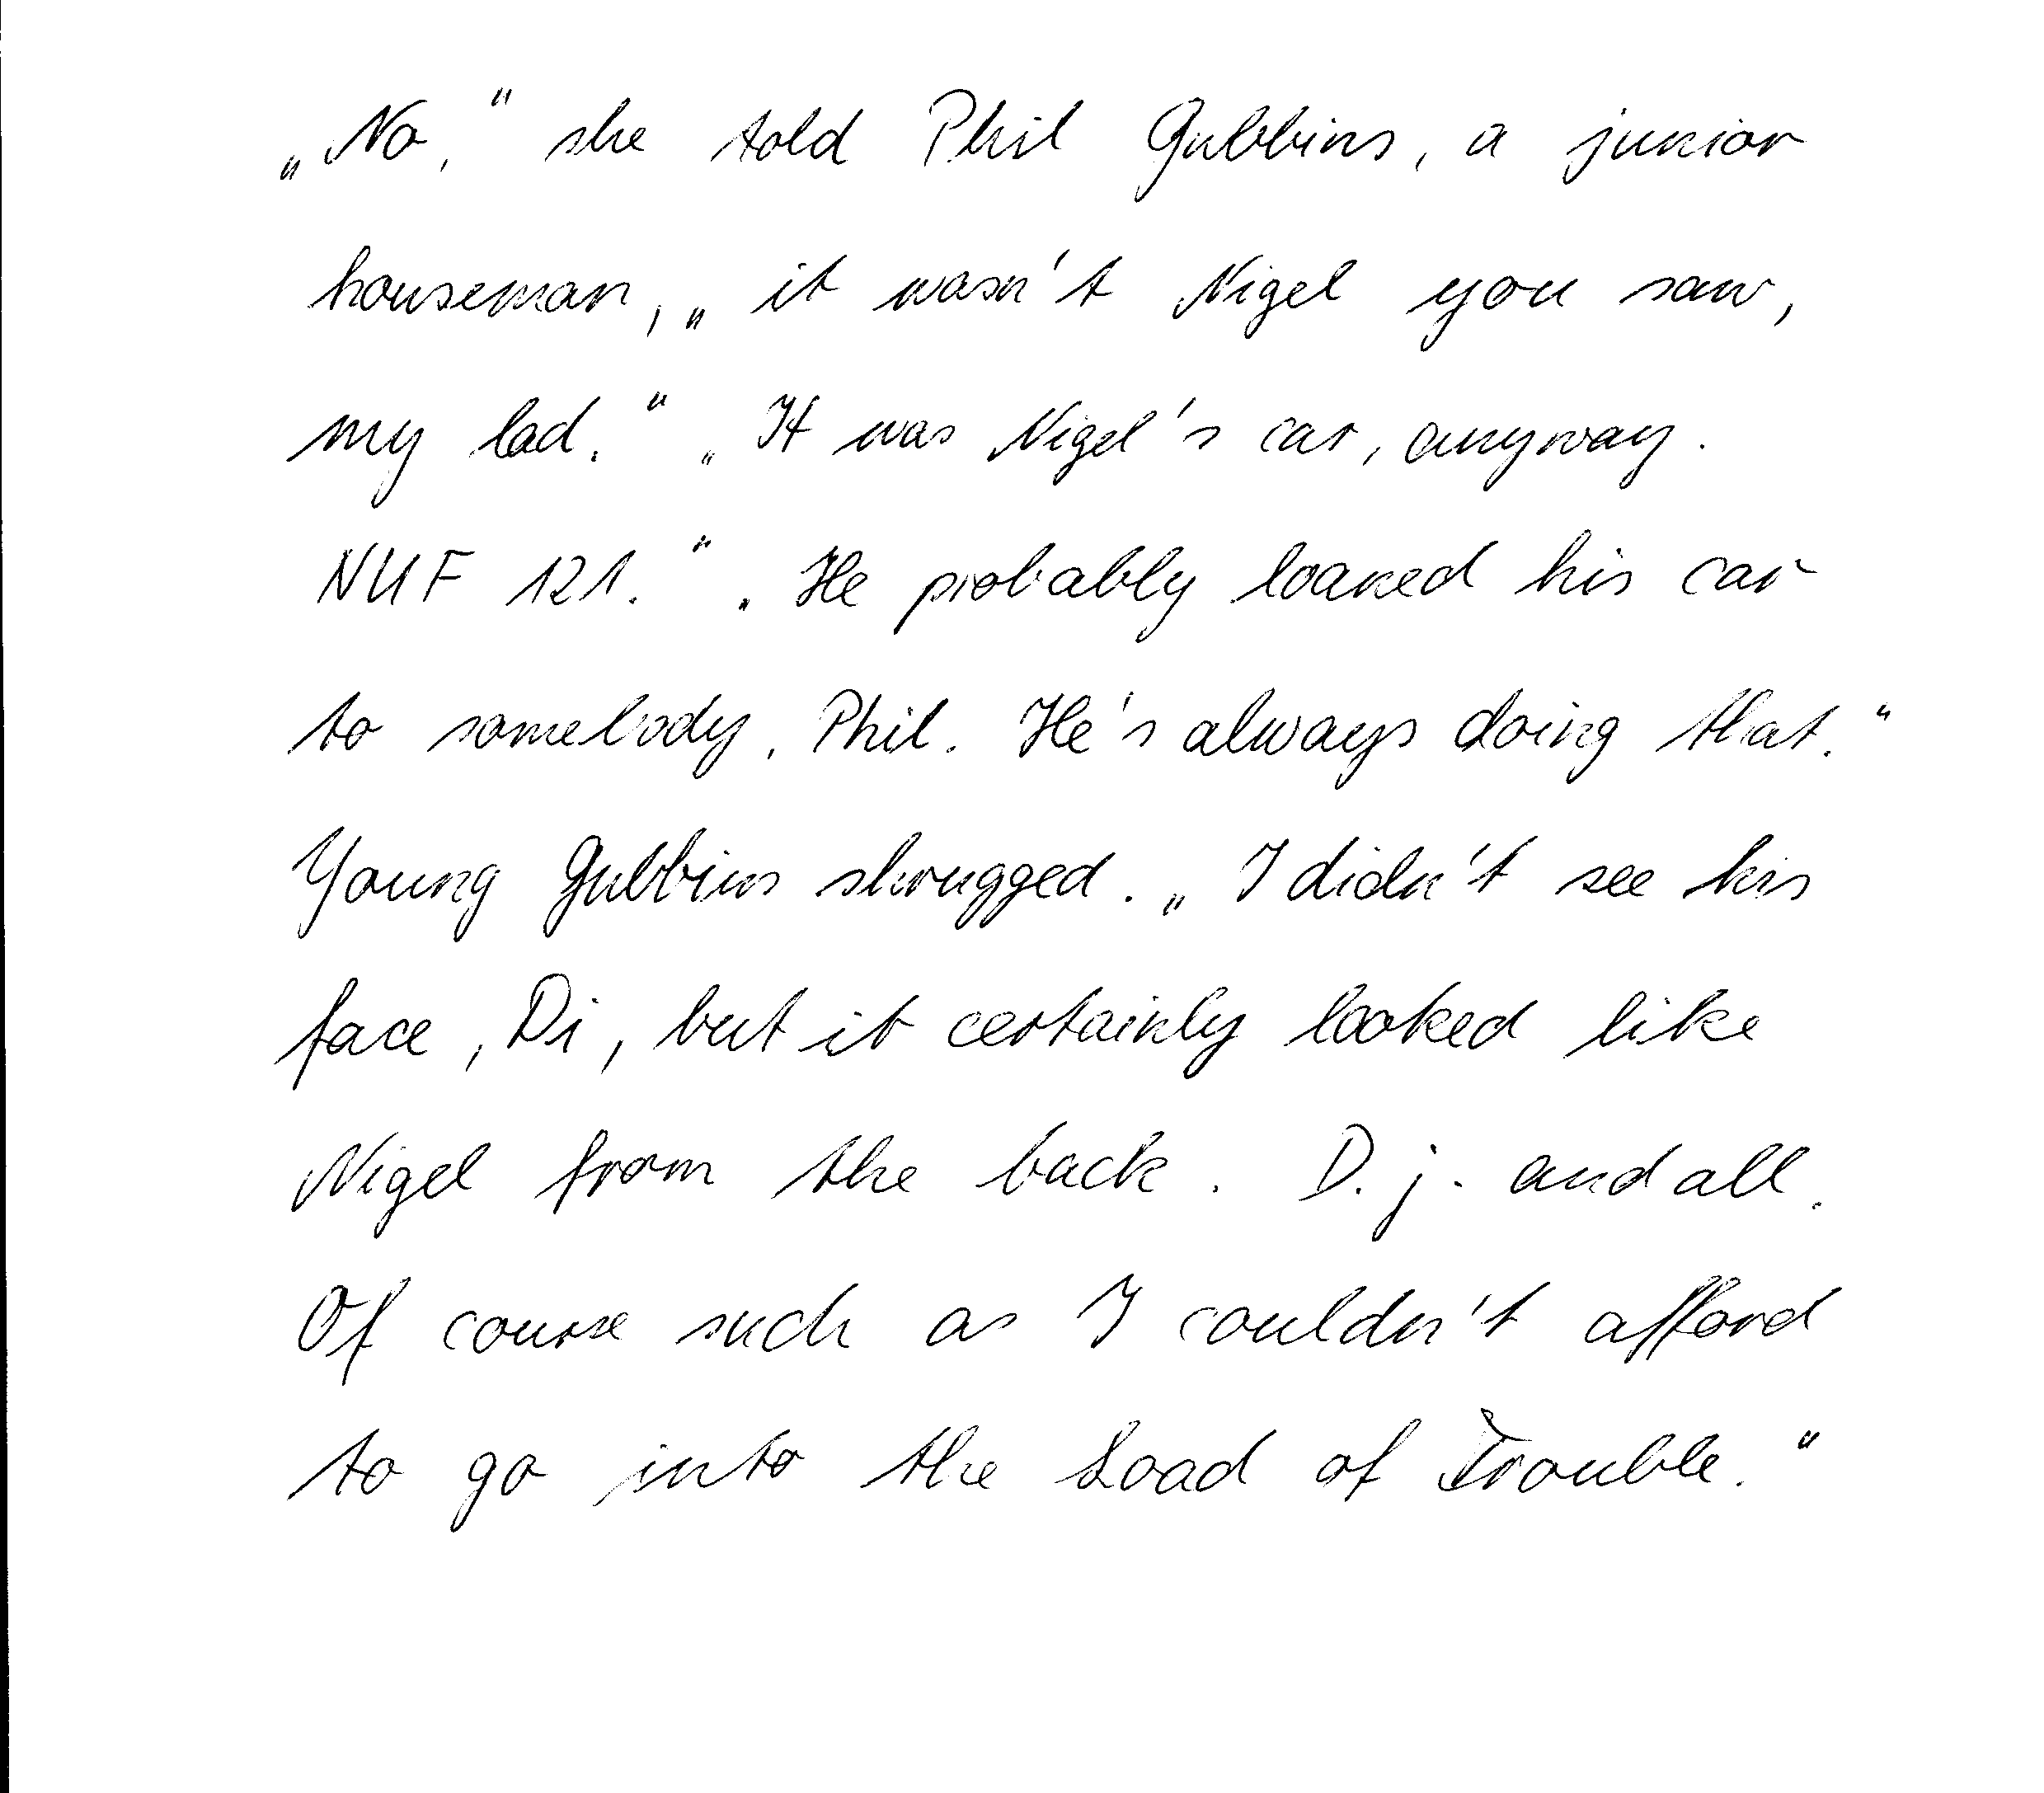 „No,“ she told Phil Gubbins, a junior
houseman, „it wasn't Nigel you saw,
my lad.“ „It was Nigel's car, anyway.
NUF 121.“ „He probably loaned his car
to somebody, Phil. He's always doing that.“
Young Gubbins shrugged. „I didn't see his
face, Di, but it certainly looked like
Nigel from the back. D.j. and all.
Of course such as I couldn't afford
to go into the Load of Trouble.“